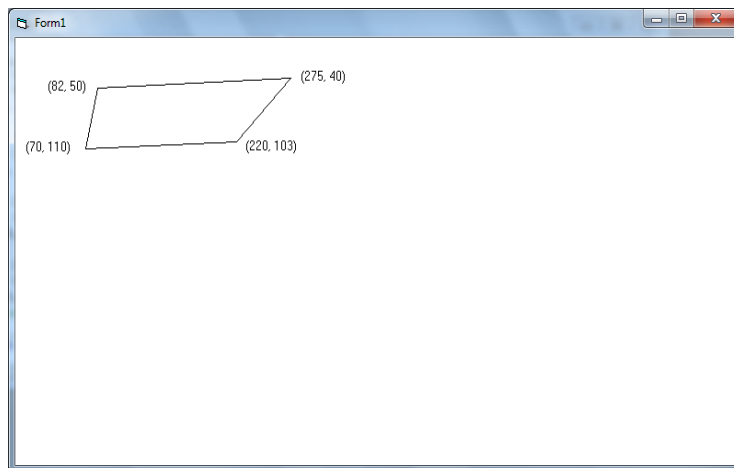 Form1
(82, 50)
(275, 40)
(70, 110)
(220, 103)